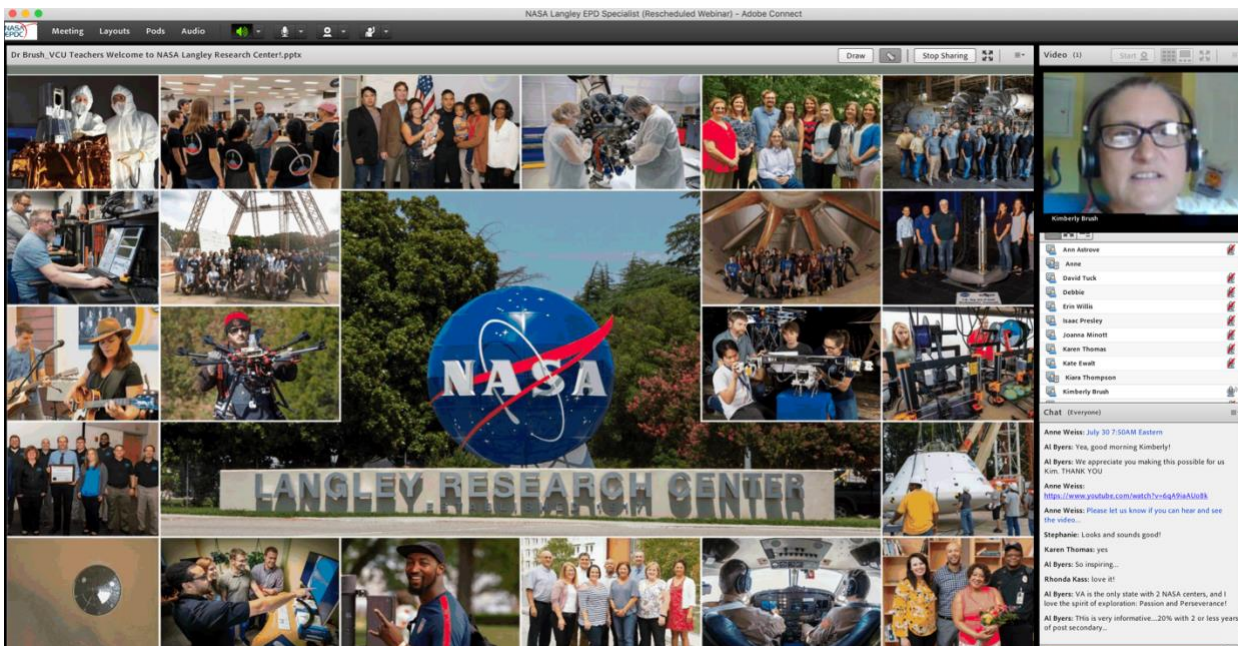 NASA Langley EPD Specialist (Rescheduled Webinar) – Adobe Connect
NASA
EPDC
Meeting Layouts Pods Audio
Dr Brush_VCU Teachers Welcome to NASA Langley Research Center!.pptx
Draw
Stop Sharing
NASA
LANGLEY RESEARCH CENTER
Video (1)
Start
Kimberly Brush
Ann Astrove
Anne
David Tuck
Debbie
Erin Willis
Isaac Presley
Joanna Minott
Karen Thomas
Kate Ewalt
Kiara Thompson
Kimberly Brush
Chat (Everyone)
Anne Weiss: July 30 7:50AM Eastern
Al Byers: Yea, good morning Kimberly!
Al Byers: We appreciate you making this possible for us
Kim. THANK YOU
Anne Weiss:
https://www.youtube.com/watch?v=6qA9iaAUo8k
Anne Weiss: Please let us know if you can hear and see
the video...
Stephanie: Looks and sounds good!
Karen Thomas: yes
Al Byers: So inspiring...
Rhonda Kass: love it!
Al Byers: VA is the only state with 2 NASA centers, and I
love the spirit of exploration: Passion and Perseverance!
Al Byers: THis is very informative...20% with 2 or less years
of post secondary...